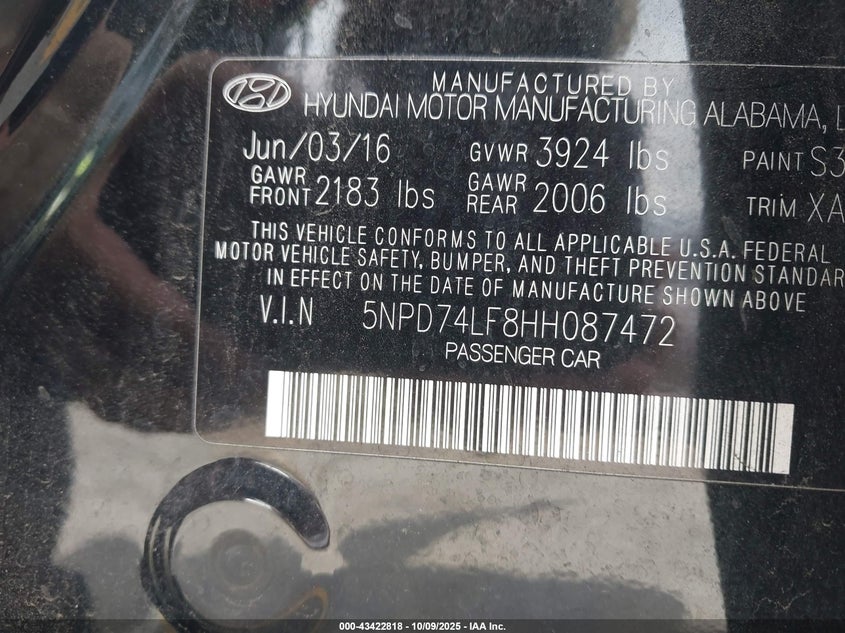 MANUFACTURED BY
HYUNDAI MOTOR MANUFACTURING ALABAMA, L
Jun/03/16 GVWR 3924 lbs PAINT S3
GAWR FRONT 2183 lbs GAWR REAR 2006 lbs TRIM XA
THIS VEHICLE CONFORMS TO ALL APPLICABLE U.S.A. FEDERAL
MOTOR VEHICLE SAFETY, BUMPER, AND THEFT PREVENTION STANDAR
IN EFFECT ON THE DATE OF MANUFACTURE SHOWN ABOVE
V.I.N 5NPD74LF8HH087472
PASSENGER CAR
000-43422818 - 10/09/2025 - IAA Inc.